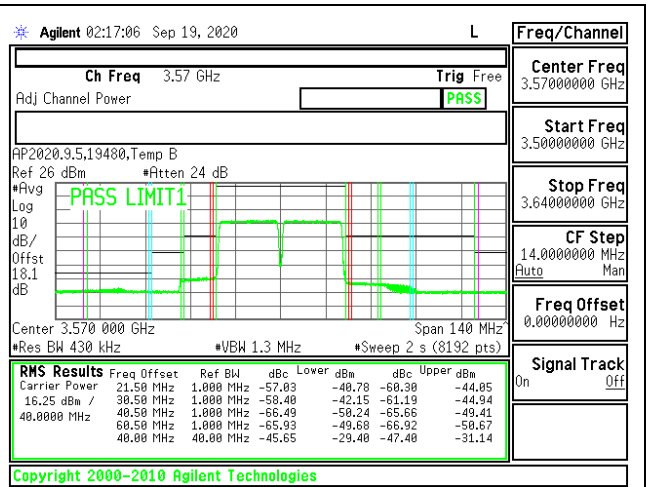 Agilent 02:17:06 Sep 19, 2020 L
Ch Freq 3.57 GHz Trig Free
Adj Channel Power PASS
AP2020.9.5,19480,Temp B
Ref 26 dBm #Atten 24 dB
#Avg
Log
10
dB/
Offst
18.1
dB
PASS LIMIT1
Center 3.570 000 GHz Span 140 MHz^
#Res BW 430 kHz #VBW 1.3 MHz #Sweep 2 s (8192 pts)
RMS Results Freq Offset Ref BW dBc Lower dBm dBc Upper dBm
Carrier Power 21.50 MHz 1.000 MHz -57.03 -40.78 -60.30 -44.05
16.25 dBm / 30.50 MHz 1.000 MHz -58.40 -42.15 -61.19 -44.94
40.0000 MHz 40.50 MHz 1.000 MHz -66.49 -50.24 -65.66 -49.41
60.50 MHz 1.000 MHz -65.93 -49.68 -66.92 -50.67
40.00 MHz 40.00 MHz -45.65 -29.40 -47.40 -31.14
Copyright 2000-2010 Agilent Technologies
Freq/Channel
Center Freq
3.57000000 GHz
Start Freq
3.50000000 GHz
Stop Freq
3.64000000 GHz
CF Step
14.0000000 MHz
Auto Man
Freq Offset
0.00000000 Hz
Signal Track
On Off